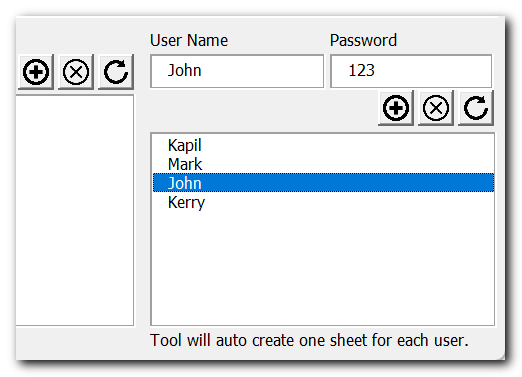 User Name
Password
John
123
Kapil
Mark
John
Kerry
Tool will auto create one sheet for each user.